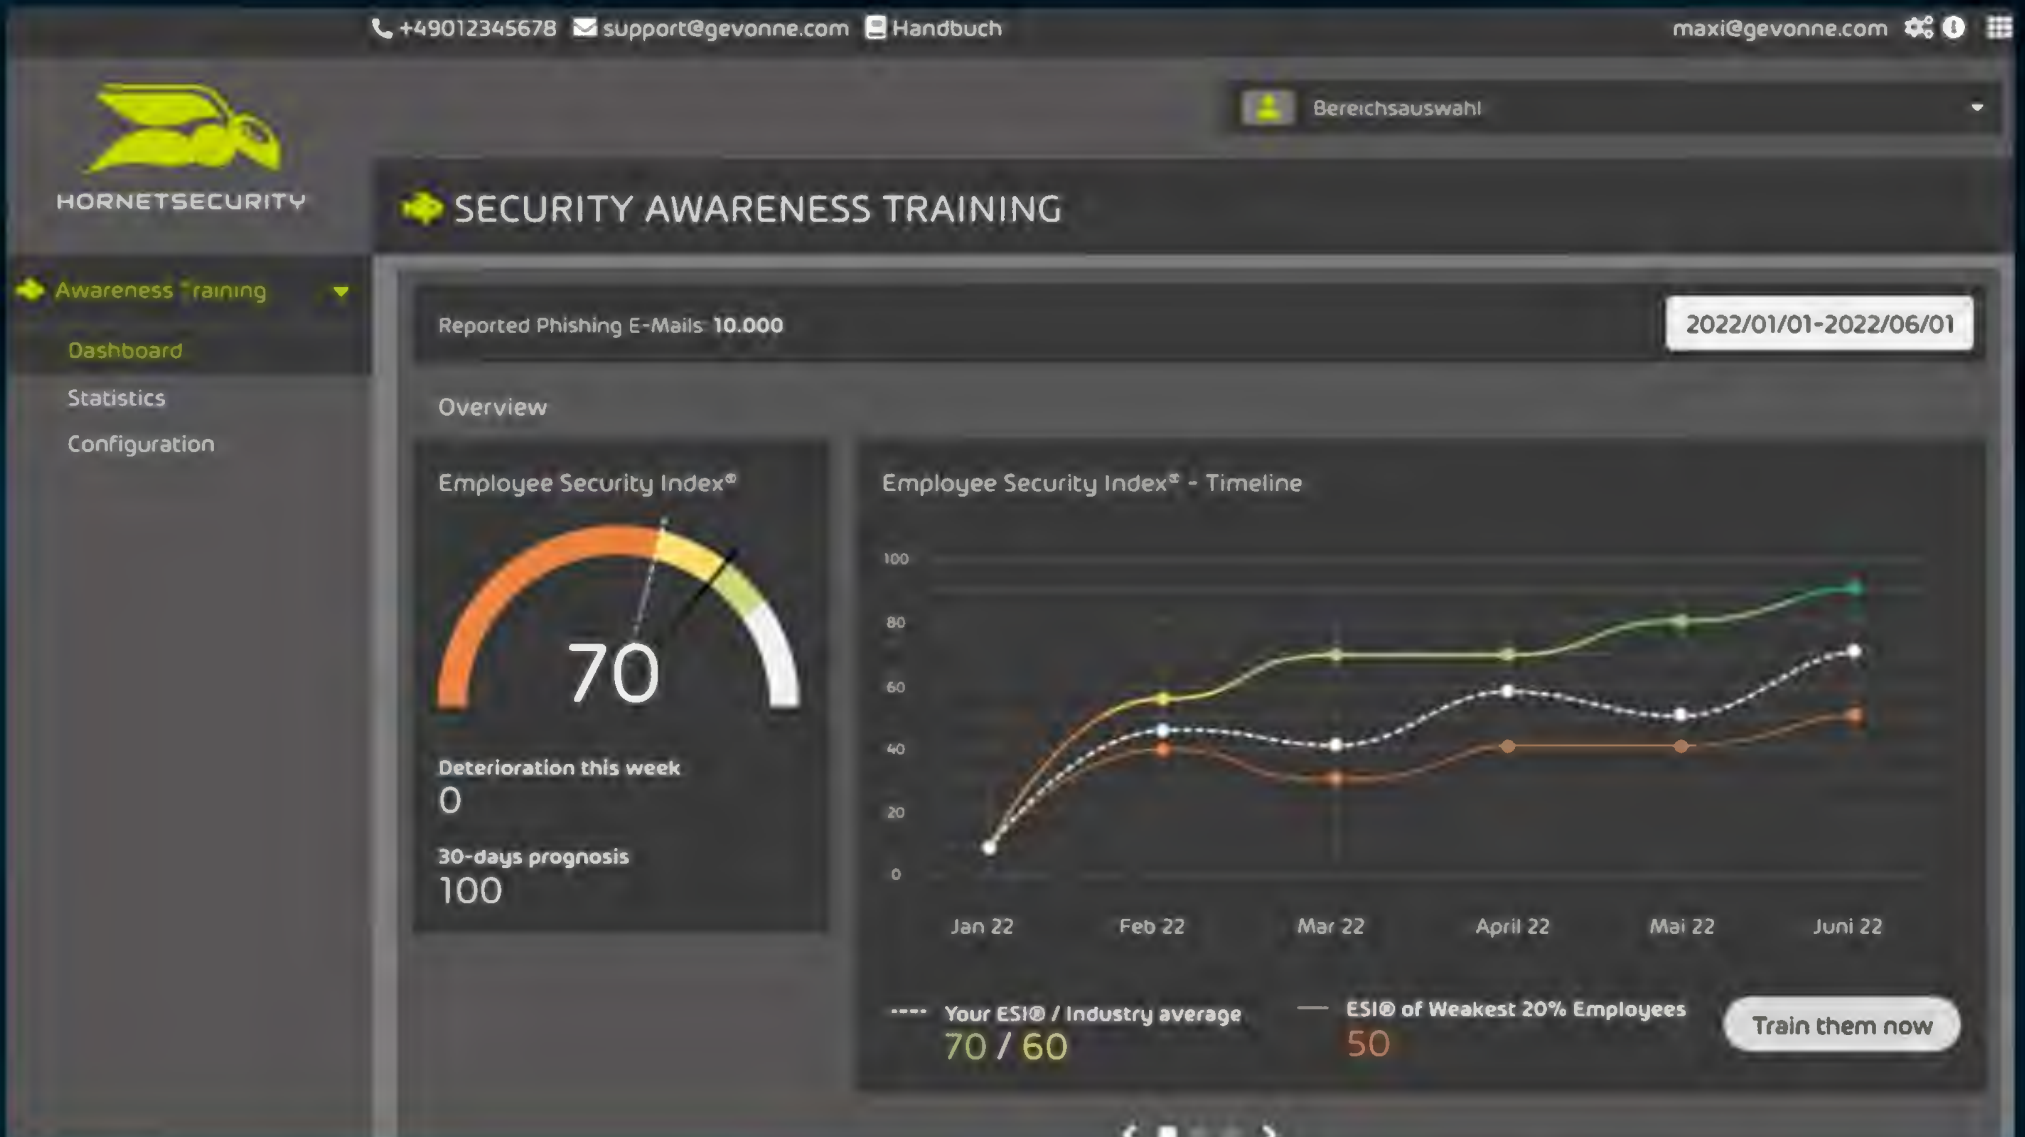 +49012345678 support@gevonne.com Handbuch
maxi@gevonne.com
Bereichsauswahl
HORNETSECURITY
SECURITY AWARENESS TRAINING
Awareness Training
Dashboard
Statistics
Configuration
Reported Phishing E-Mails 10.000
2022/01/01-2022/06/01
Overview
Employee Security Index®
70
Deterioration this week
0
30-days prognosis
100
Employee Security Index® - Timeline
100
80
60
40
20
0
Jan 22 Feb 22 Mar 22 April 22 Mai 22 Juni 22
Your ESI® / Industry average
70 / 60
ESI® of Weakest 20% Employees
50
Train them now